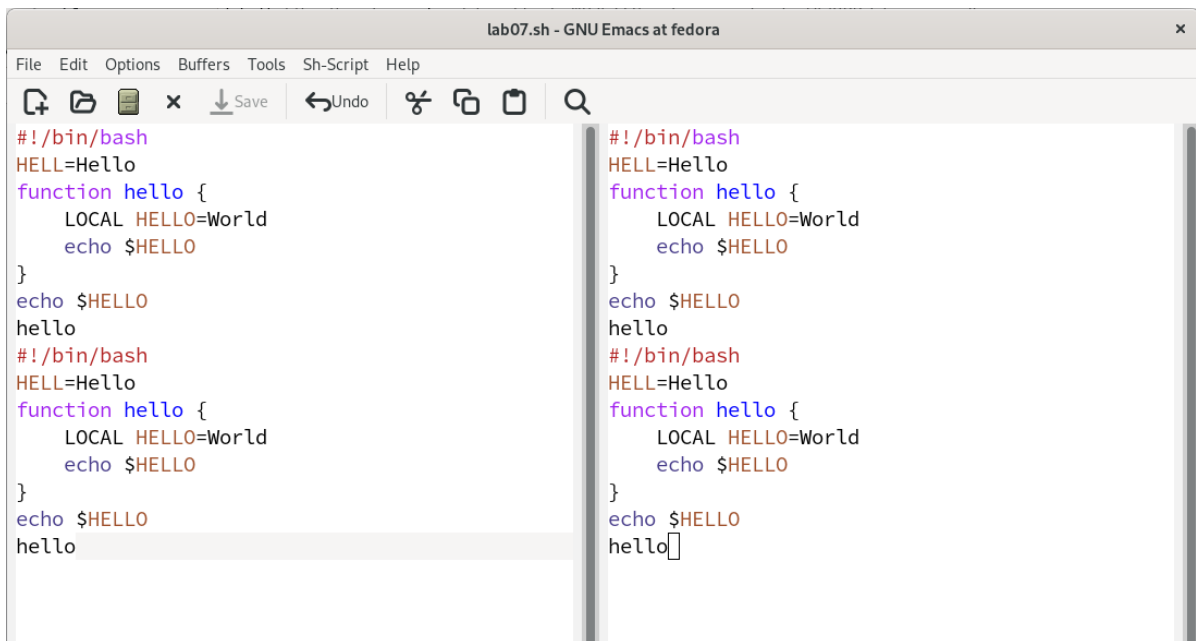 lab07.sh - GNU Emacs at fedora
×
File Edit Options Buffers Tools Sh-Script Help
Save Undo
#!/bin/bash
HELL=Hello
function hello {
    LOCAL HELLO=World
    echo $HELLO
}
echo $HELLO
hello
#!/bin/bash
HELL=Hello
function hello {
    LOCAL HELLO=World
    echo $HELLO
}
echo $HELLO
hello
#!/bin/bash
HELL=Hello
function hello {
    LOCAL HELLO=World
    echo $HELLO
}
echo $HELLO
hello
#!/bin/bash
HELL=Hello
function hello {
    LOCAL HELLO=World
    echo $HELLO
}
echo $HELLO
hello